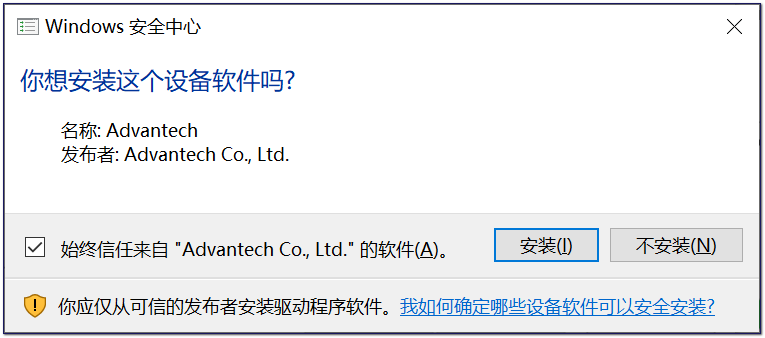 Windows 安全中心
你想安装这个设备软件吗?
名称: Advantech
发布者: Advantech Co., Ltd.
始终信任来自 "Advantech Co., Ltd." 的软件(A)。
安装(I)
不安装(N)
你应仅从可信的发布者安装驱动程序软件。我如何确定哪些设备软件可以安全安装?